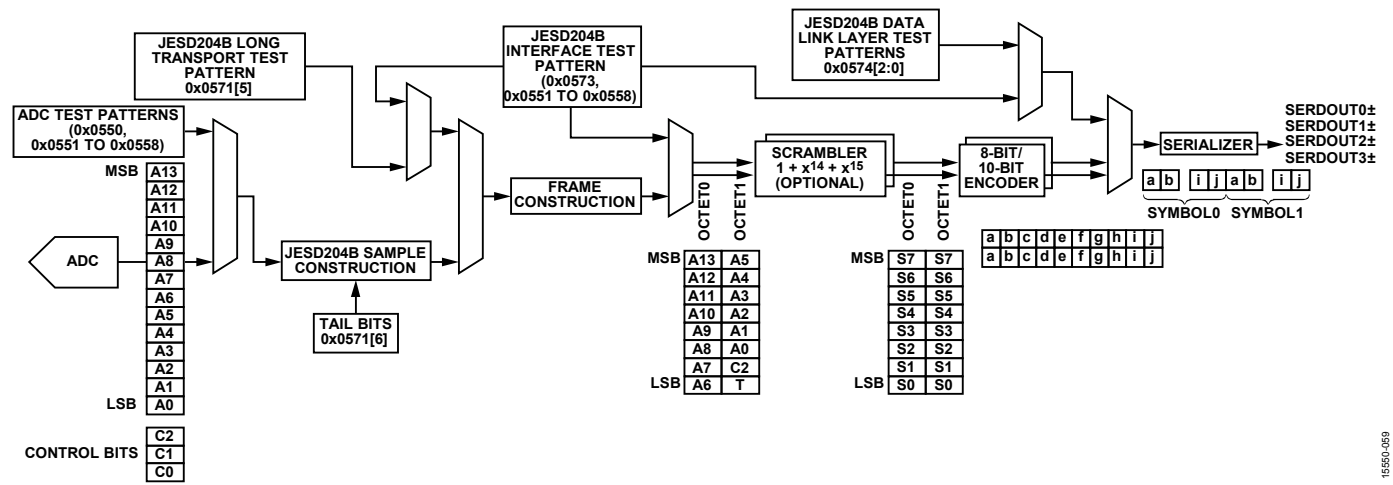 JESD204B LONG
TRANSPORT TEST
PATTERN
0x0571[5]
JESD204B
INTERFACE TEST
PATTERN
(0x0573,
0x0551 TO 0x0558)
JESD204B DATA
LINK LAYER TEST
PATTERNS
0x0574[2:0]
ADC TEST PATTERNS
(0x0550,
0x0551 TO 0x0558)
MSB A13
A12
A11
A10
A9
A8
A7
A6
A5
A4
A3
A2
A1
LSB A0
CONTROL BITS
C2
C1
C0
ADC
JESD204B SAMPLE
CONSTRUCTION
TAIL BITS
0x0571[6]
FRAME
CONSTRUCTION
OCTET0
OCTET1
MSB A13 A5
A12 A4
A11 A3
A10 A2
A9 A1
A8 A0
A7 C2
LSB A6 T
SCRAMBLER
1 + x14 + x15
(OPTIONAL)
OCTET0
OCTET1
MSB S7 S7
S6 S6
S5 S5
S4 S4
S3 S3
S2 S2
S1 S1
LSB S0 S0
8-BIT/
10-BIT
ENCODER
a b c d e f g h i j
a b c d e f g h i j
SERIALIZER
SERDOUT0±
SERDOUT1±
SERDOUT2±
SERDOUT3±
a b i j a b i j
SYMBOL0 SYMBOL1
15550-059